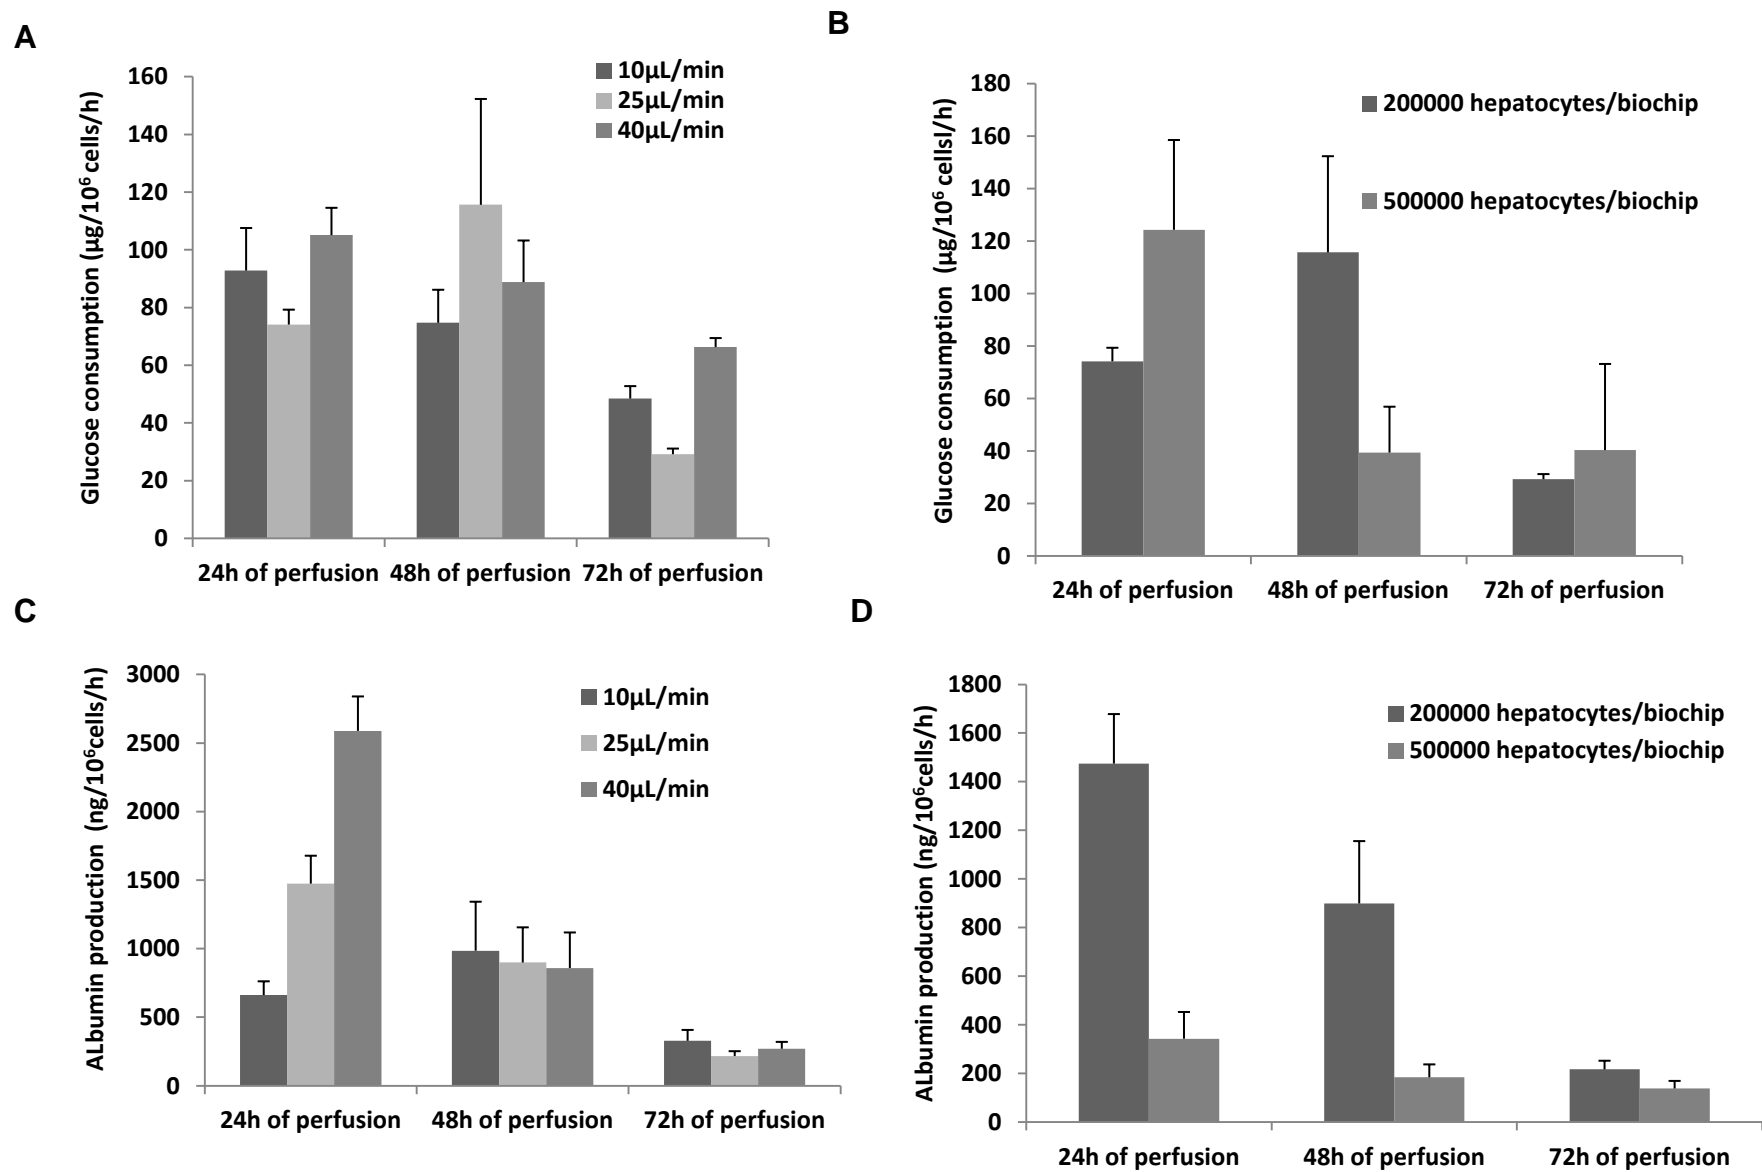 A
Glucose consumption (µg/10⁶ cells/h)
160
140
120
100
80
60
40
20
0
10µL/min
25µL/min
40µL/min
24h of perfusion
48h of perfusion
72h of perfusion
B
Glucose consumption (µg/10⁶ cellsl/h)
180
160
140
120
100
80
60
40
20
0
200000 hepatocytes/biochip
500000 hepatocytes/biochip
24h of perfusion
48h of perfusion
72h of perfusion
C
ALbumin production (ng/10⁶cells/h)
3000
2500
2000
1500
1000
500
0
10µL/min
25µL/min
40µL/min
24h of perfusion
48h of perfusion
72h of perfusion
D
ALbumin production (ng/10⁶cells/h)
1800
1600
1400
1200
1000
800
600
400
200
0
200000 hepatocytes/biochip
500000 hepatocytes/biochip
24h of perfusion
48h of perfusion
72h of perfusion